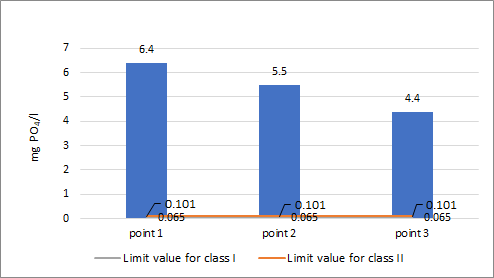 7
6
5
4
3
2
1
0
mg PO₄/l
6.4
5.5
4.4
0.101
0.101
0.101
0.065
0.065
0.065
point 1
point 2
point 3
Limit value for class I
Limit value for class II